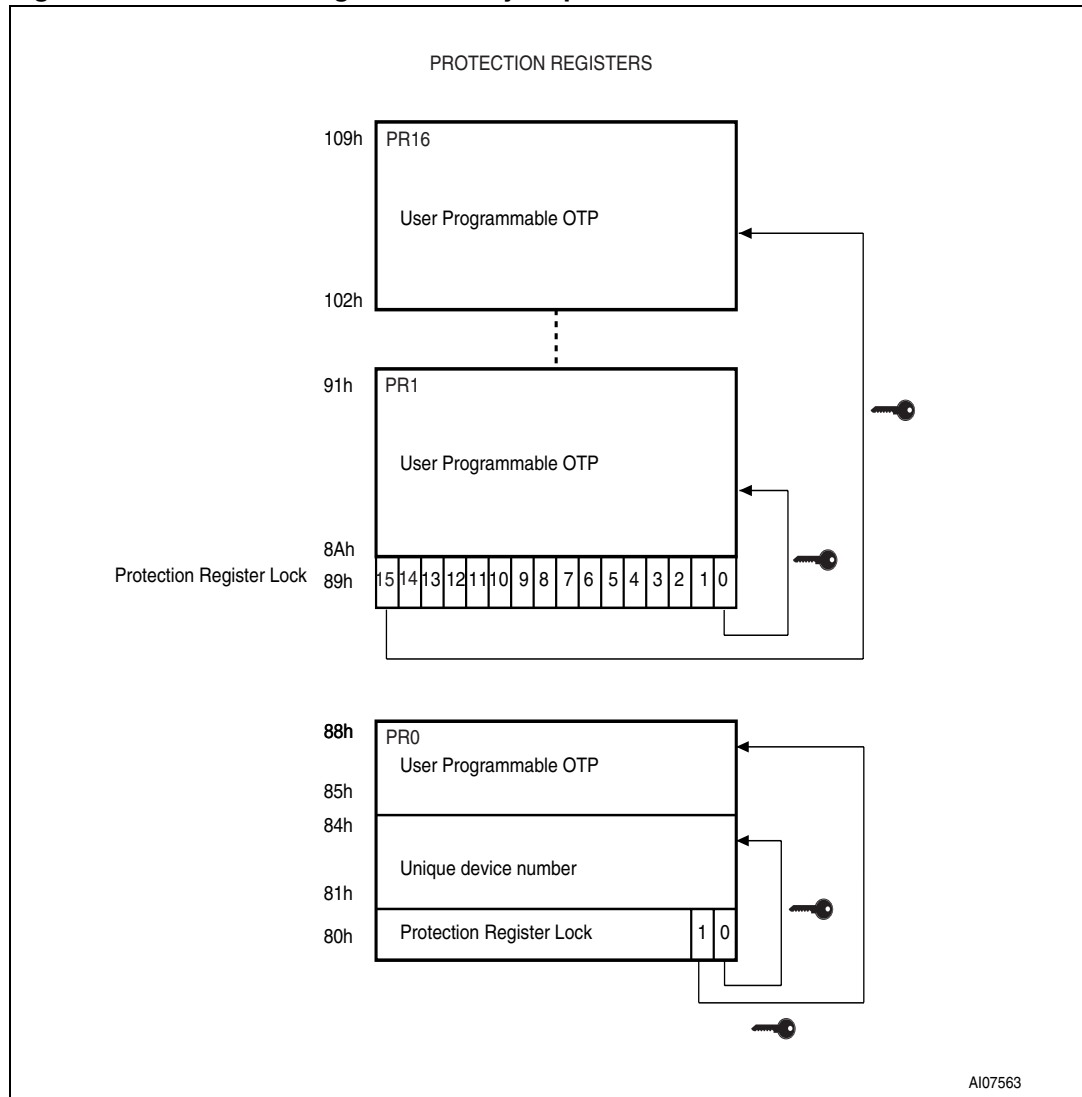 PROTECTION REGISTERS
109h PR16
User Programmable OTP
102h
91h PR1
User Programmable OTP
8Ah
Protection Register Lock 89h 15 14 13 12 11 10 9 8 7 6 5 4 3 2 1 0
88h PR0
User Programmable OTP
85h
84h
Unique device number
81h
80h Protection Register Lock 1 0
AI07563